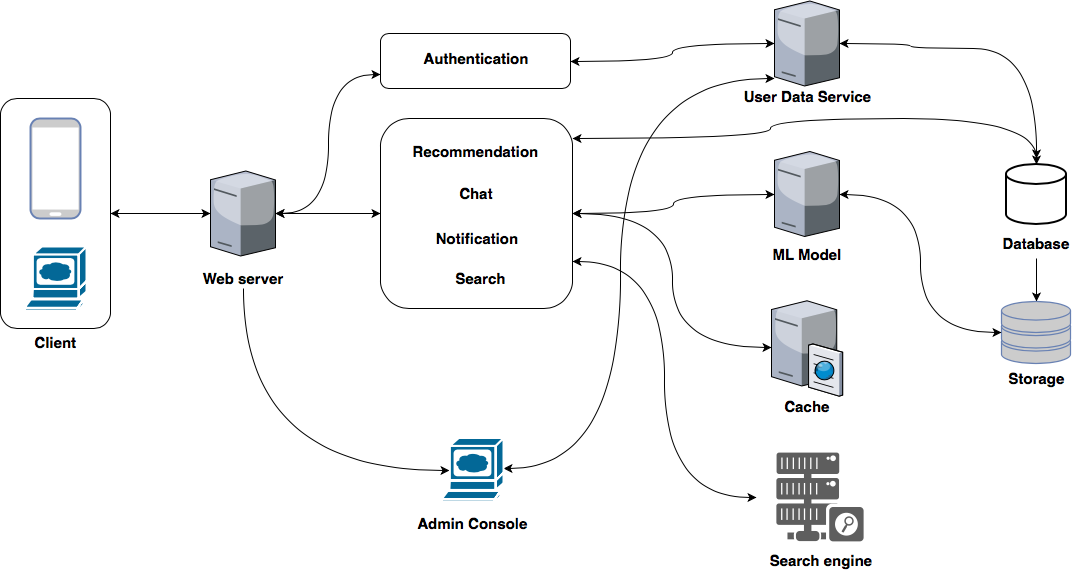 Authentication
User Data Service
Recommendation
Chat
Notification
Search
Client
Web server
ML Model
Database
Cache
Storage
Admin Console
Search engine